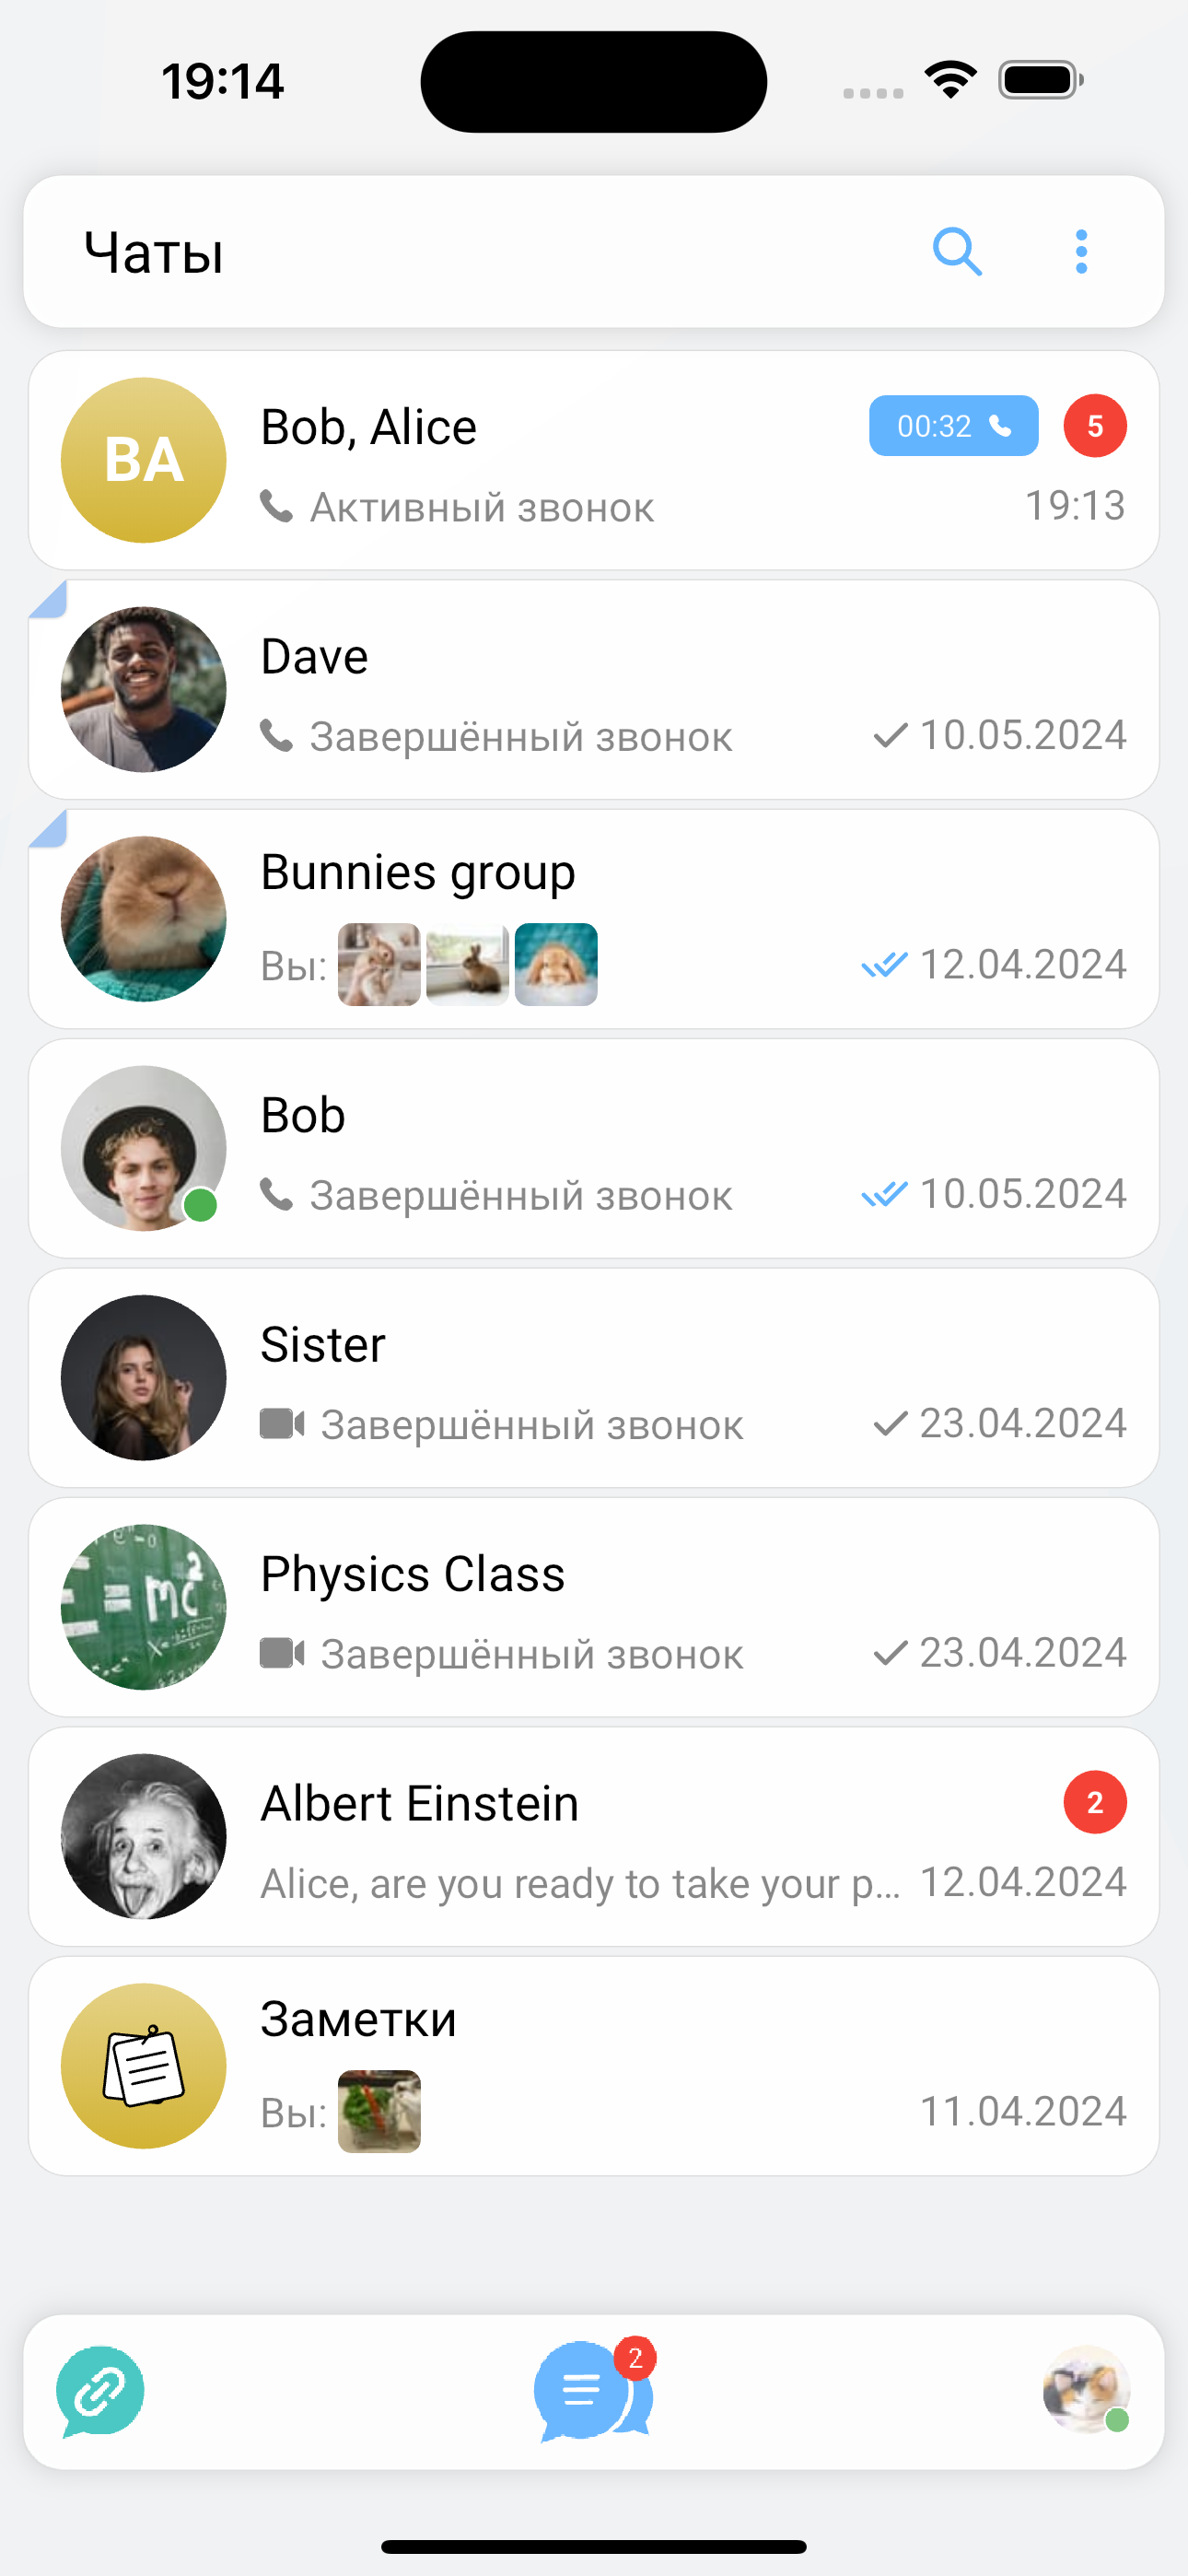 19:14
Чаты
BA
Bob, Alice
00:32
5
Активный звонок
19:13
Dave
Завершённый звонок
10.05.2024
Bunnies group
Вы:
12.04.2024
Bob
Завершённый звонок
10.05.2024
Sister
Завершённый звонок
23.04.2024
= mc²
Physics Class
Завершённый звонок
23.04.2024
Albert Einstein
2
Alice, are you ready to take your p...
12.04.2024
Заметки
Вы:
11.04.2024
2